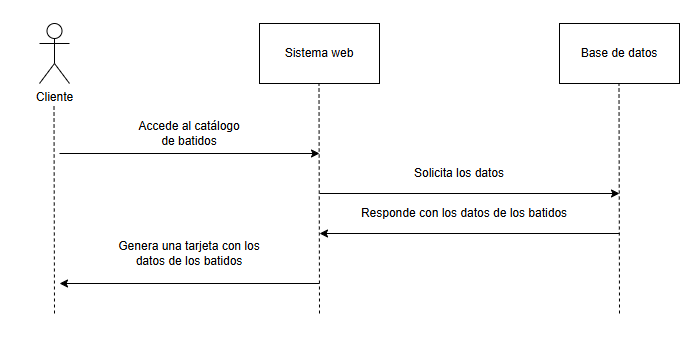 Sistema web
Base de datos
Cliente
Accede al catálogo
de batidos
Solicita los datos
Responde con los datos de los batidos
Genera una tarjeta con los
datos de los batidos